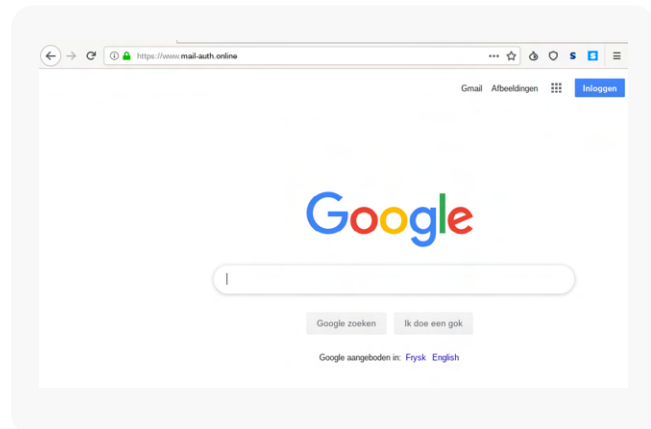 https://www.mail-auth.online
Gmail Afbeeldingen Inloggen
Google
Google zoeken Ik doe een gok
Google aangeboden in: Frysk English